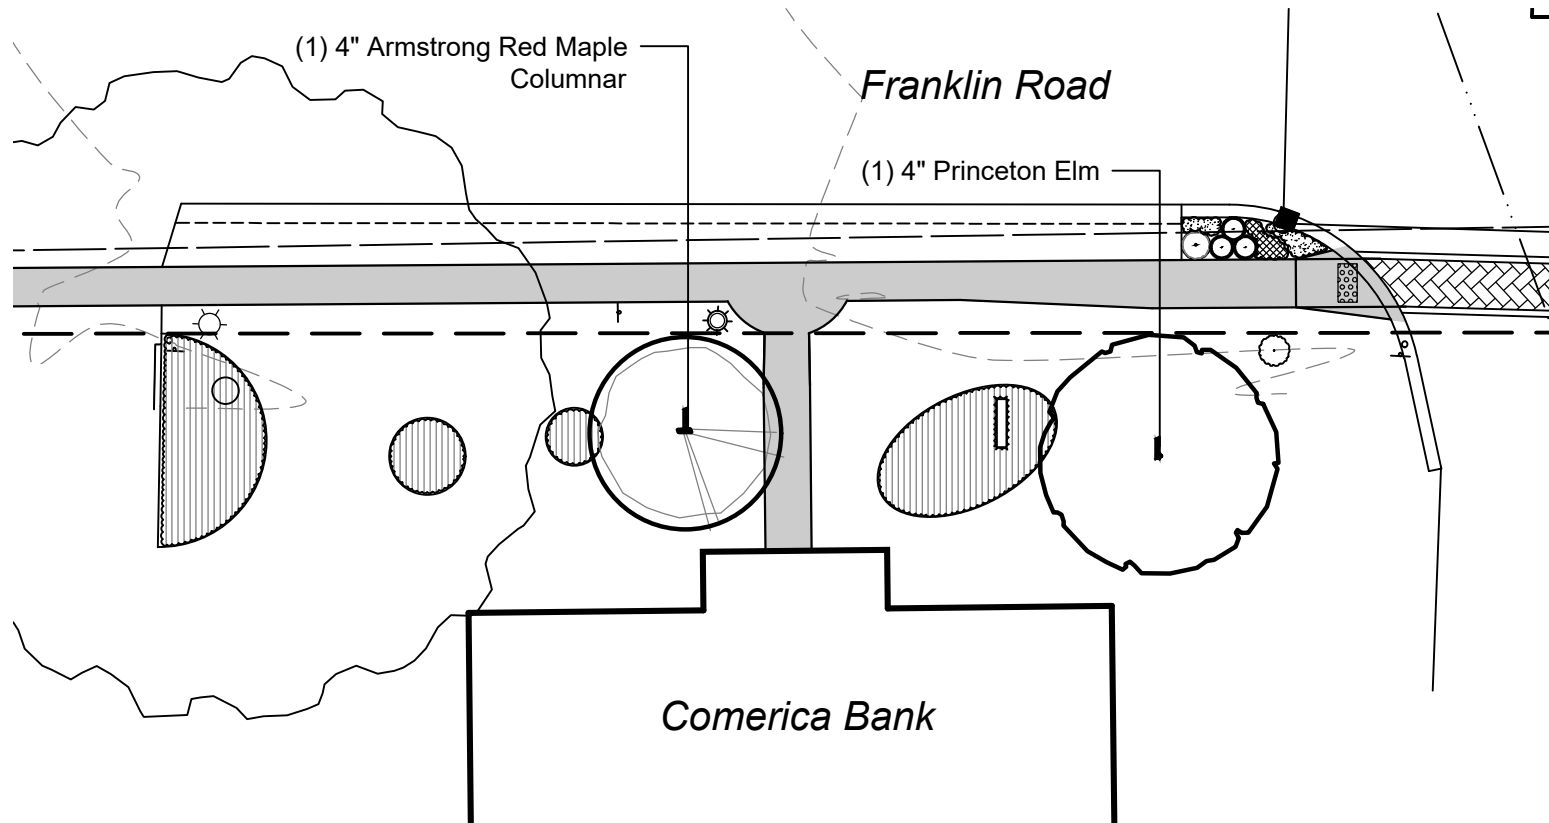 (1) 4" Armstrong Red Maple
Columnar
Franklin Road
(1) 4" Princeton Elm
Comerica Bank